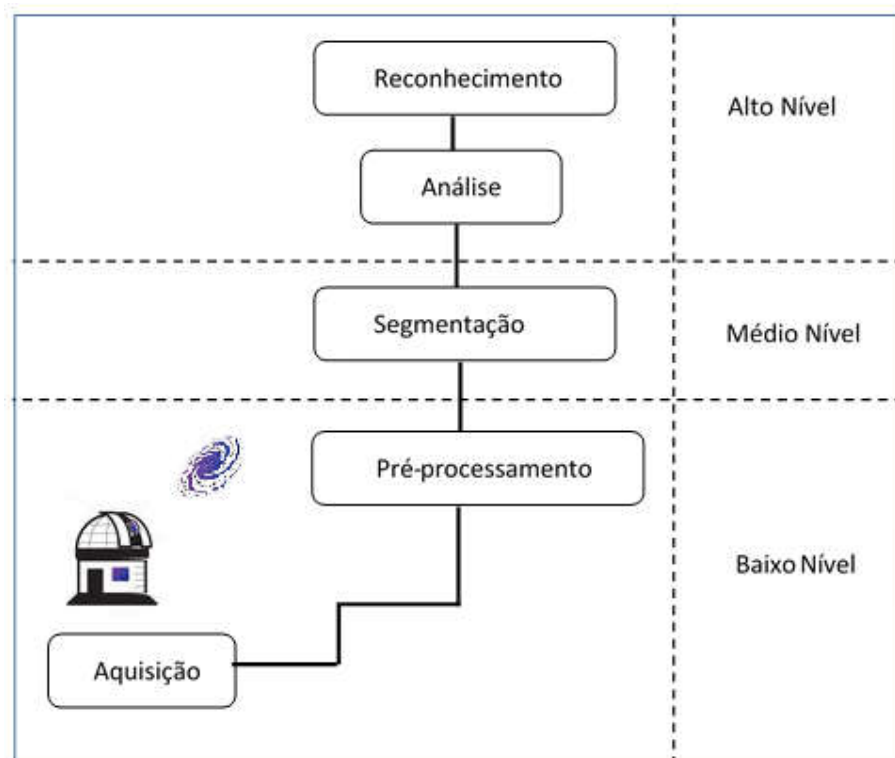 Reconhecimento
Alto Nível
Análise
Segmentação
Médio Nível
Pré-processamento
Baixo Nível
Aquisição